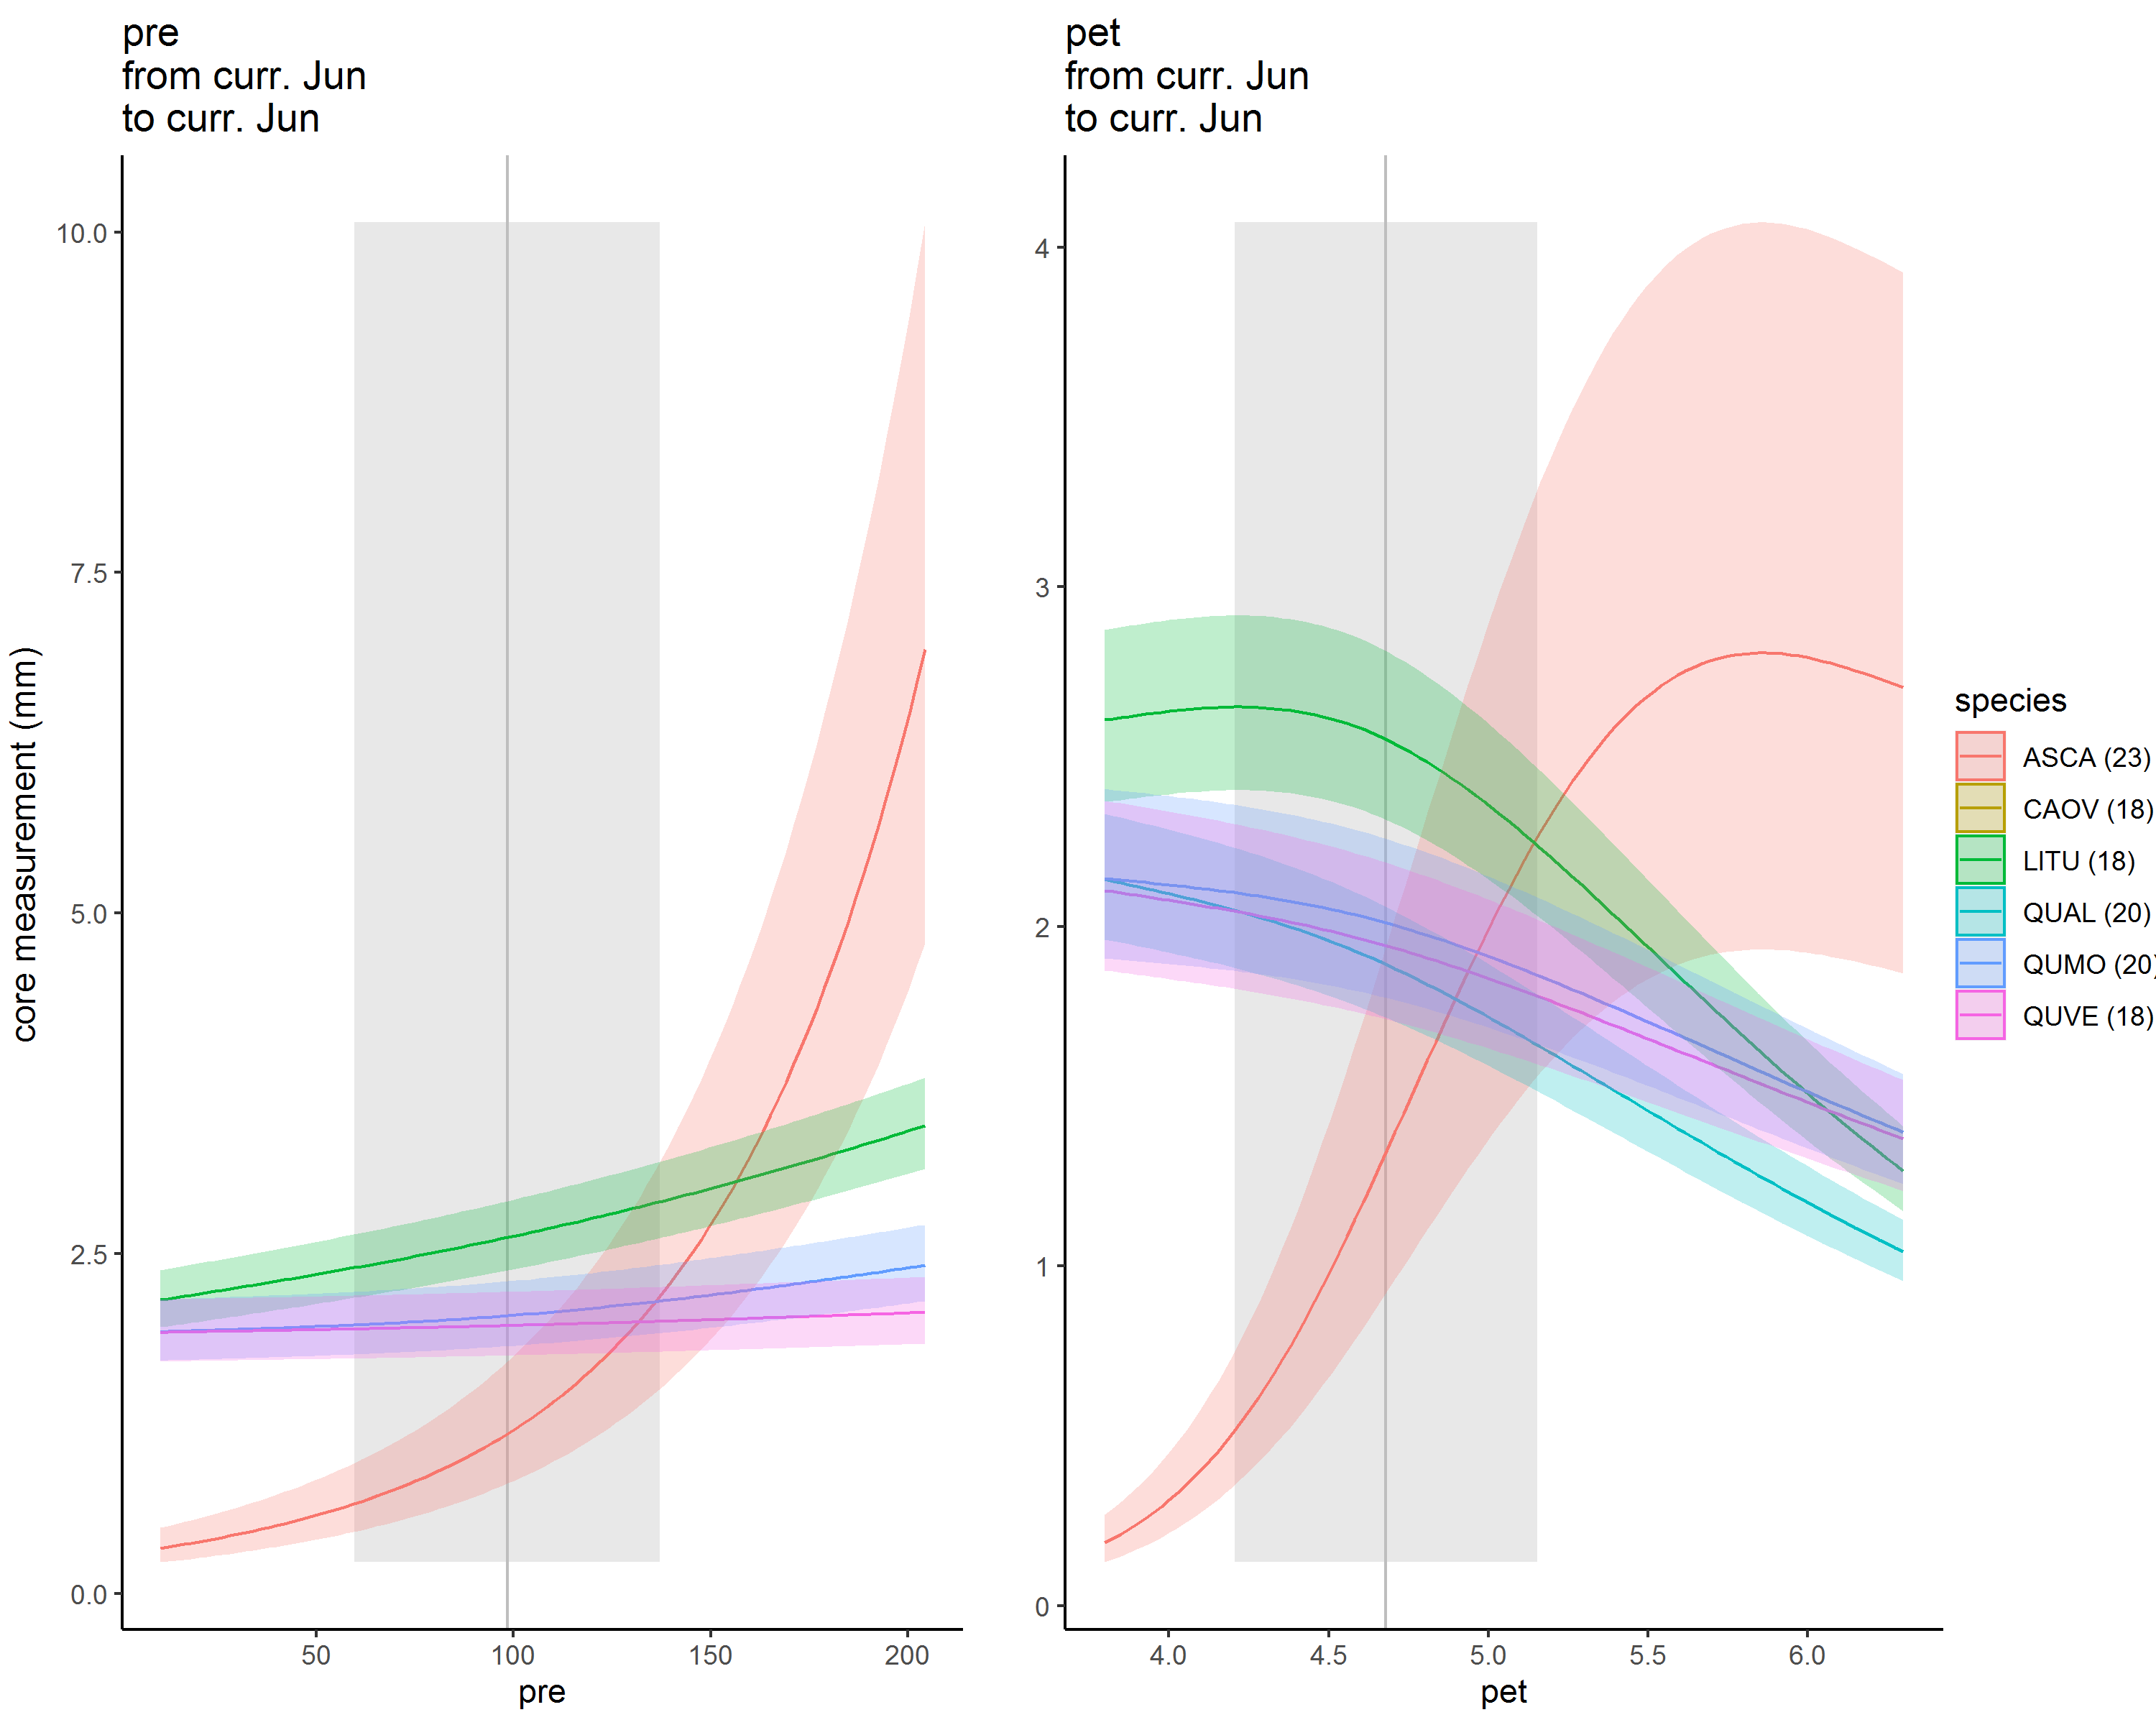 pre
from curr. Jun
to curr. Jun
pet
from curr. Jun
to curr. Jun
core measurement (mm)
10.0
7.5
5.0
2.5
0.0
50
100
150
200
pre
4
3
2
1
0
4.0
4.5
5.0
5.5
6.0
pet
species
ASCA (23)
CAOV (18)
LITU (18)
QUAL (20)
QUMO (20)
QUVE (18)